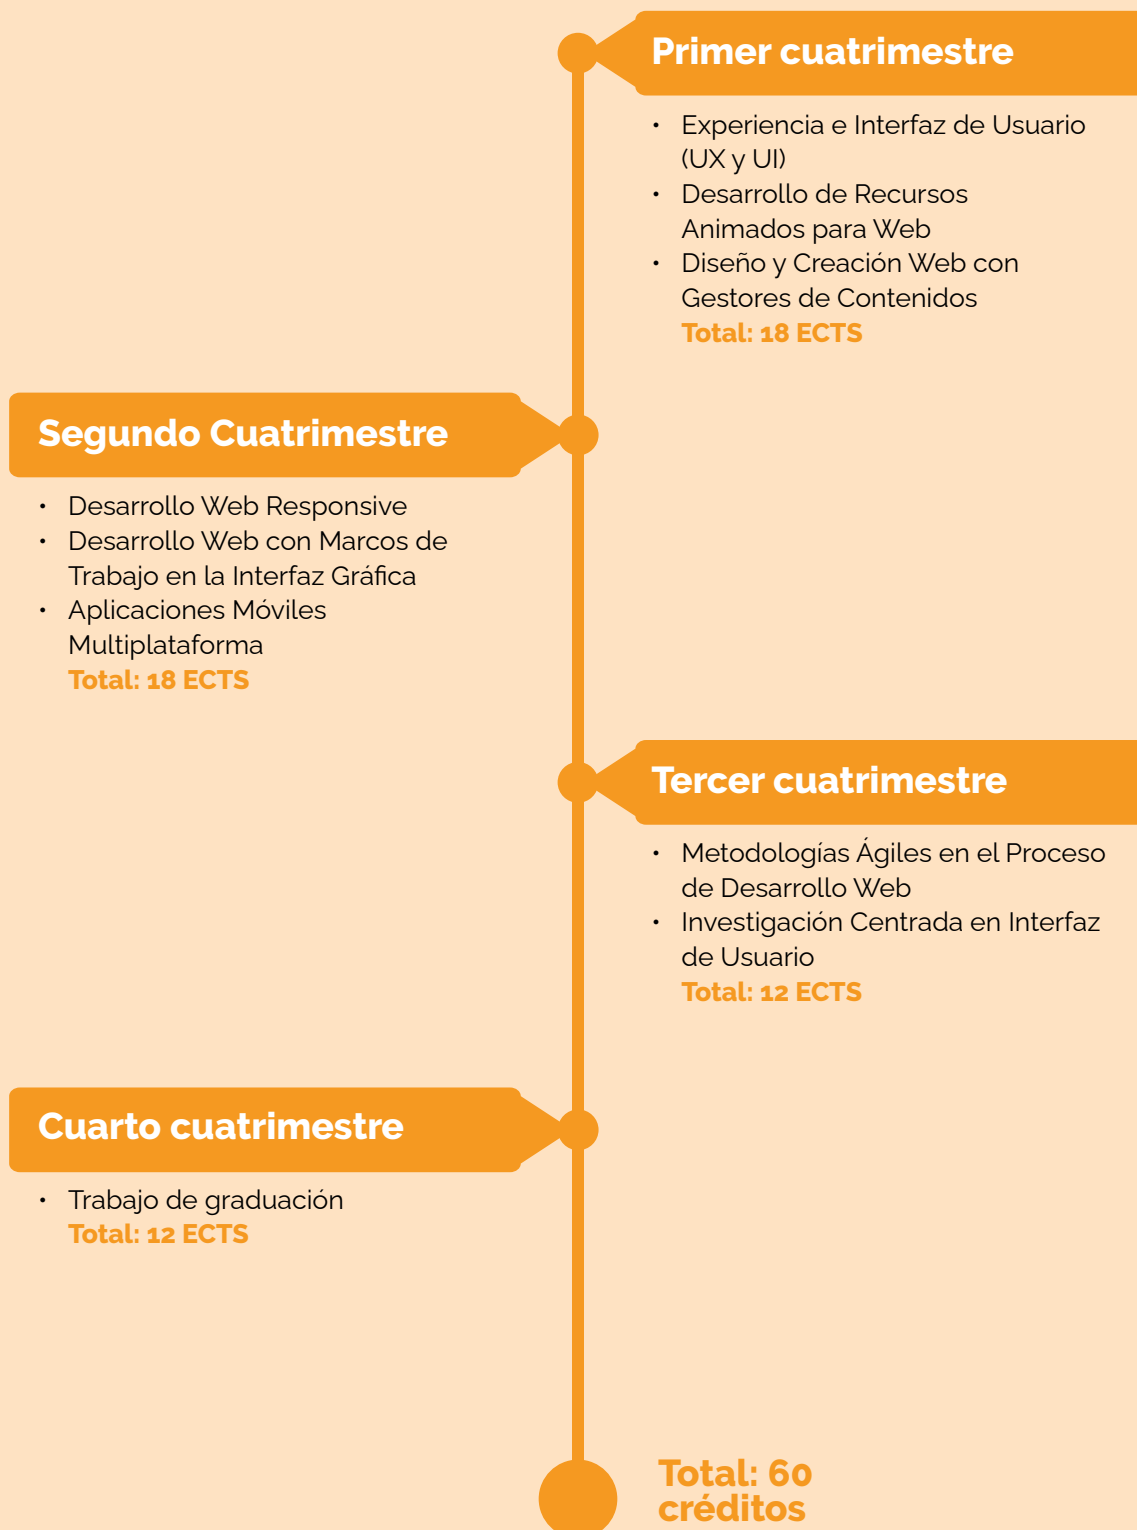 Primer cuatrimestre
• Experiencia e Interfaz de Usuario
(UX y UI)
• Desarrollo de Recursos
Animados para Web
• Diseño y Creación Web con
Gestores de Contenidos
Total: 18 ECTS
Segundo Cuatrimestre
• Desarrollo Web Responsive
• Desarrollo Web con Marcos de
Trabajo en la Interfaz Gráfica
• Aplicaciones Móviles
Multiplataforma
Total: 18 ECTS
Tercer cuatrimestre
• Metodologías Ágiles en el Proceso
de Desarrollo Web
• Investigación Centrada en Interfaz
de Usuario
Total: 12 ECTS
Cuarto cuatrimestre
• Trabajo de graduación
Total: 12 ECTS
Total: 60
créditos